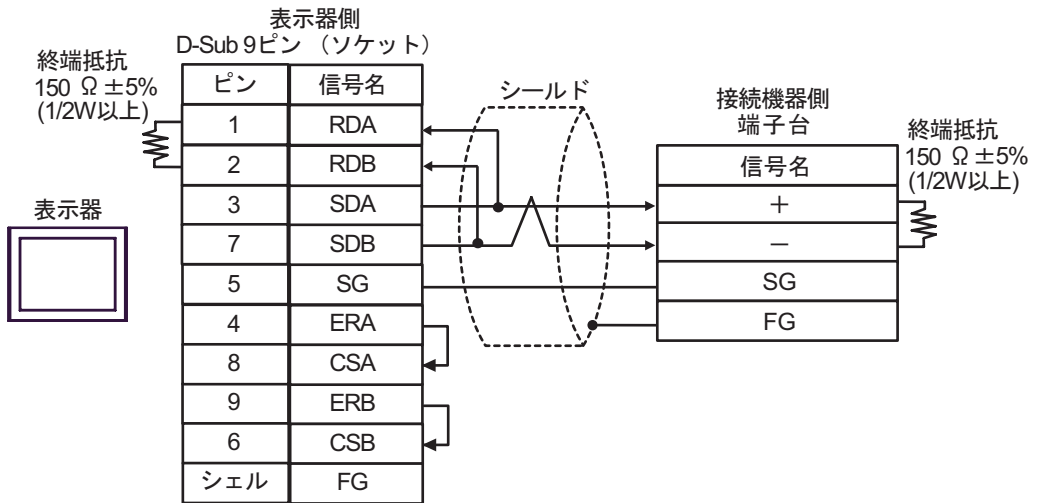 表示器側
D-Sub 9ピン （ソケット）
終端抵抗
150 Ω ±5%
(1/2W以上)
ピン 信号名
1 RDA
2 RDB
3 SDA
7 SDB
5 SG
4 ERA
8 CSA
9 ERB
6 CSB
シェル FG
表示器
シールド
接続機器側
端子台
信号名
＋
－
SG
FG
終端抵抗
150 Ω ±5%
(1/2W以上)